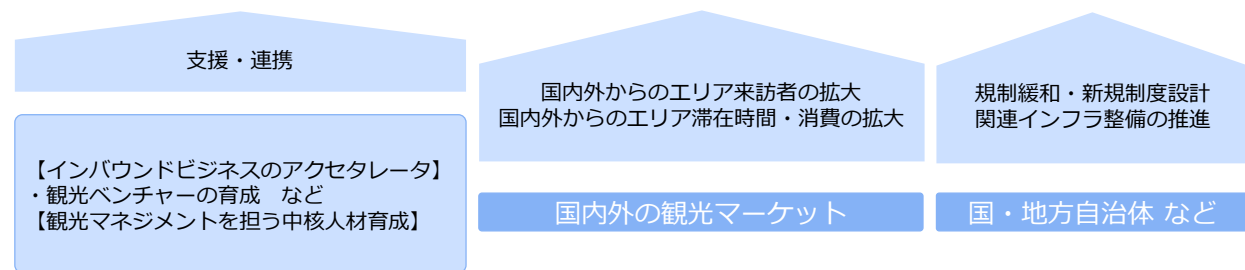 支援・連携
【インバウンドビジネスのアクセタレータ】
・観光ベンチャーの育成　など
【観光マネジメントを担う中核人材育成】
国内外からのエリア来訪者の拡大
国内外からのエリア滞在時間・消費の拡大
国内外の観光マーケット
規制緩和・新規制度設計
関連インフラ整備の推進
国・地方自治体 など